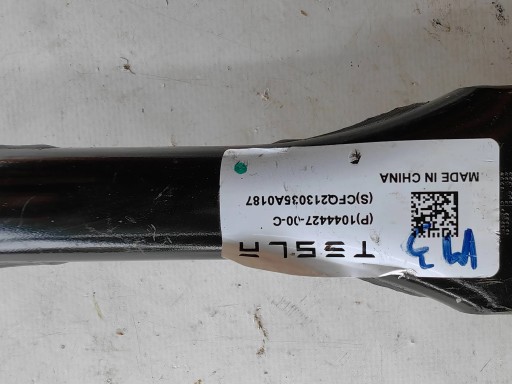 TESLA
(P)1044427-00-C
(S)CFQ213035A0187
MADE IN CHINA
M3